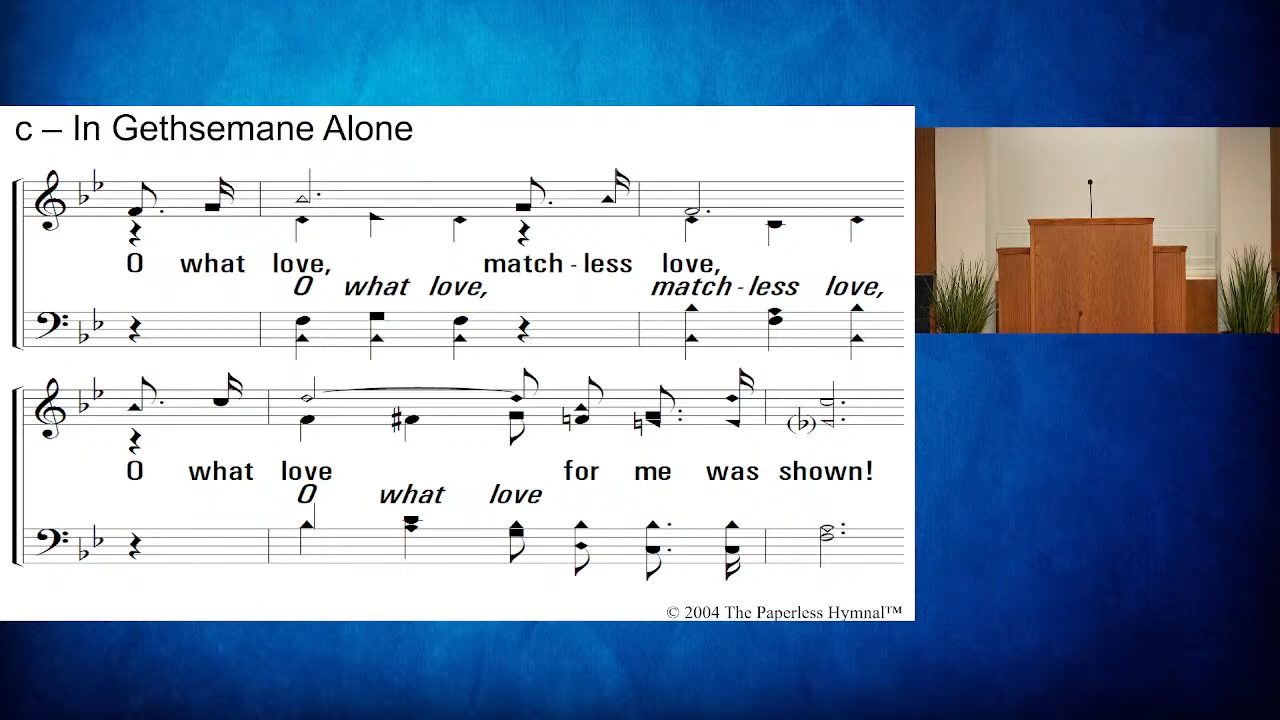 c – In Gethsemane Alone
O what love, match - less love,
O what love, match - less love,
O what love for me was shown!
O what love
© 2004 The Paperless Hymnal™